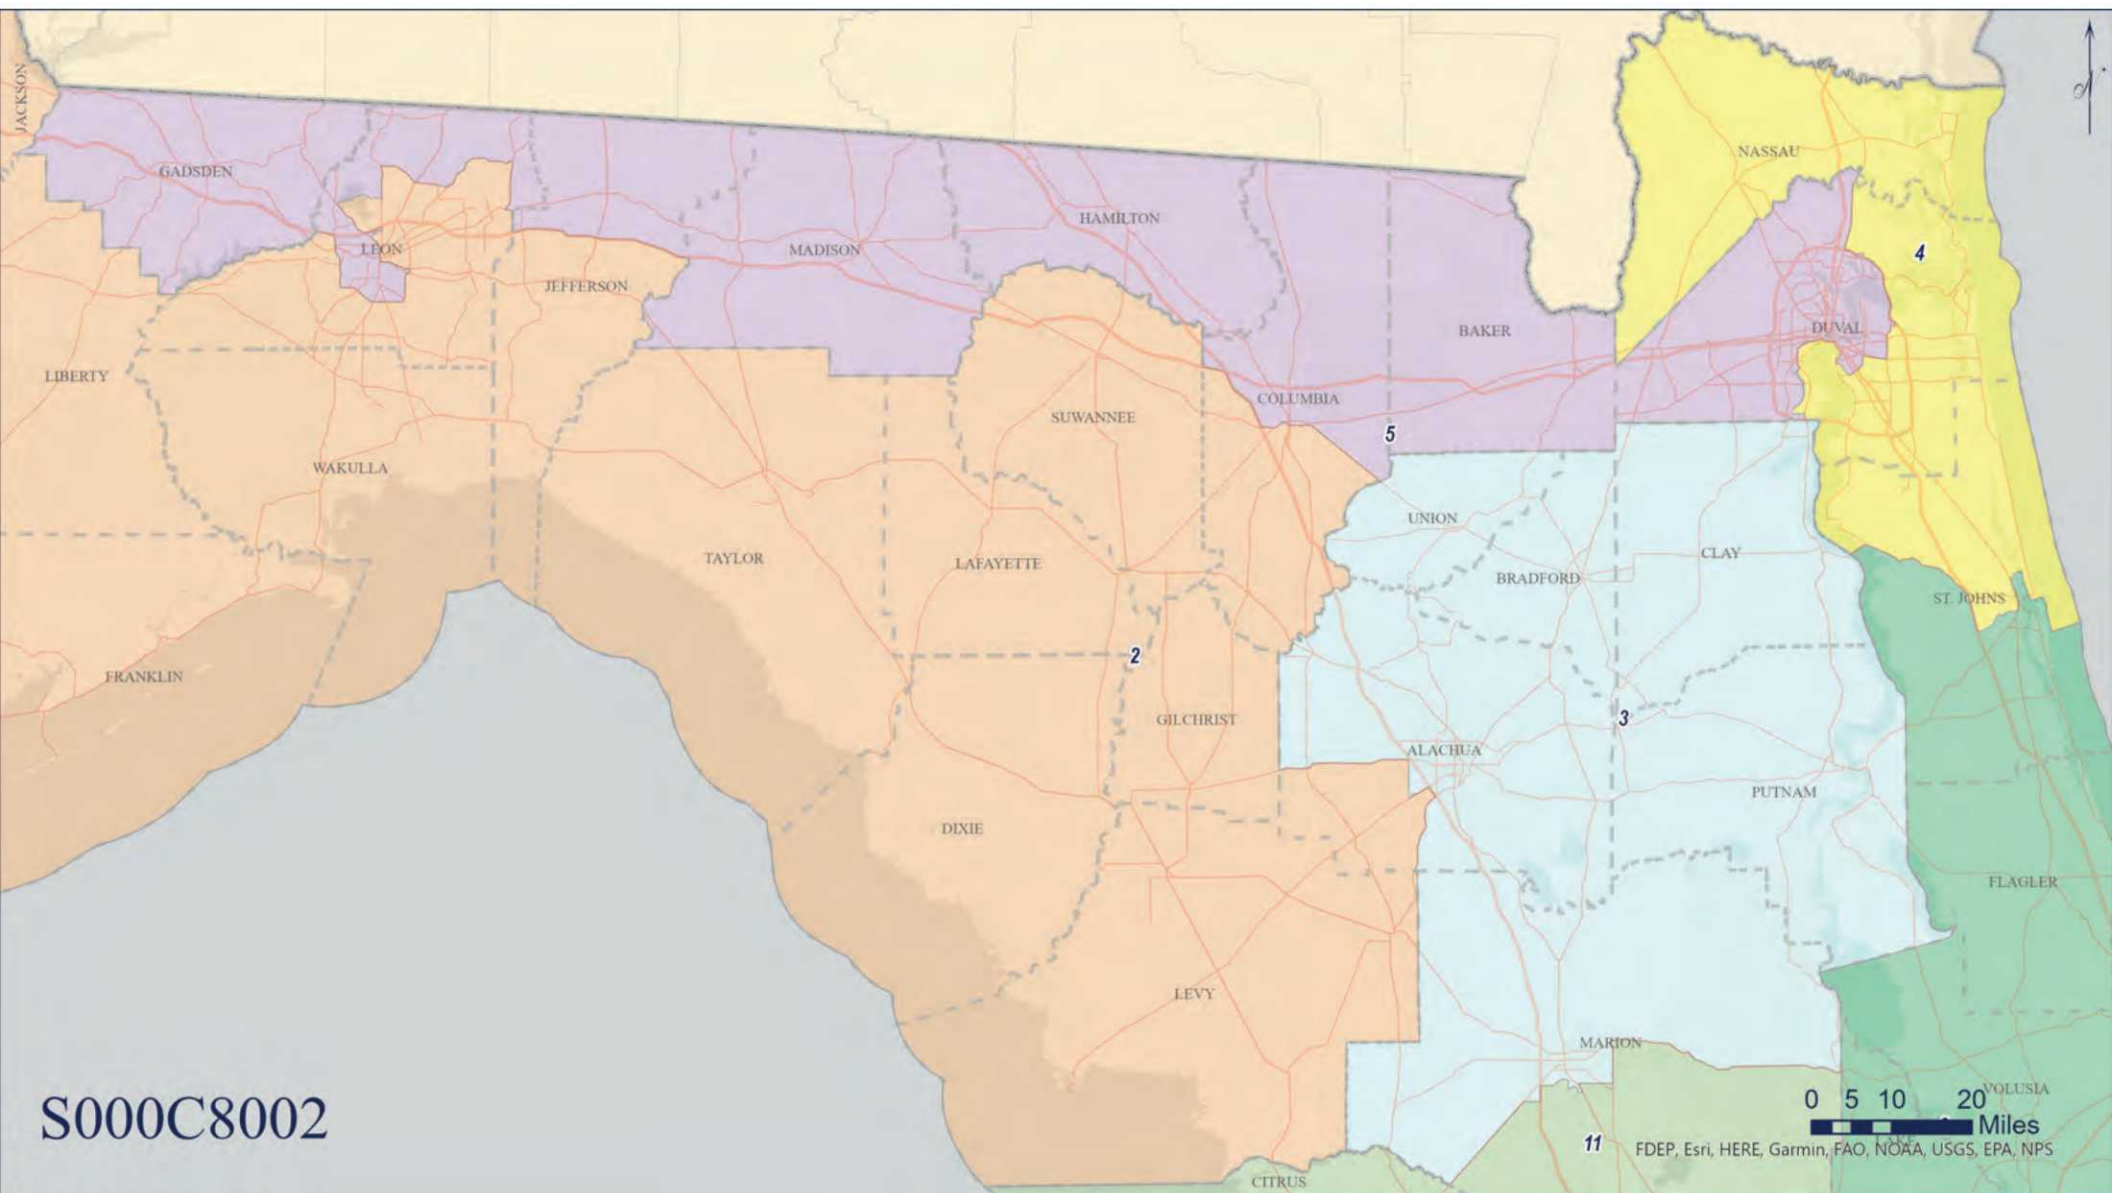 JACKSON
NASSAU
N
GADSDEN
HAMILTON
LEON
MADISON
4
JEFFERSON
BAKER
DUVAL
LIBERTY
COLUMBIA
SUWANNEE
5
WAKULLA
UNION
TAYLOR
LAFAYETTE
CLAY
BRADFORD
ST. JOHNS
2
FRANKLIN
GILCHRIST
3
ALACHUA
PUTNAM
DIXIE
FLAGLER
LEVY
MARION
VOLUSIA
0 5 10 20
Miles
S000C8002
LAKE
11
FDEP, Esri, HERE, Garmin, FAO, NOAA, USGS, EPA, NPS
CITRUS